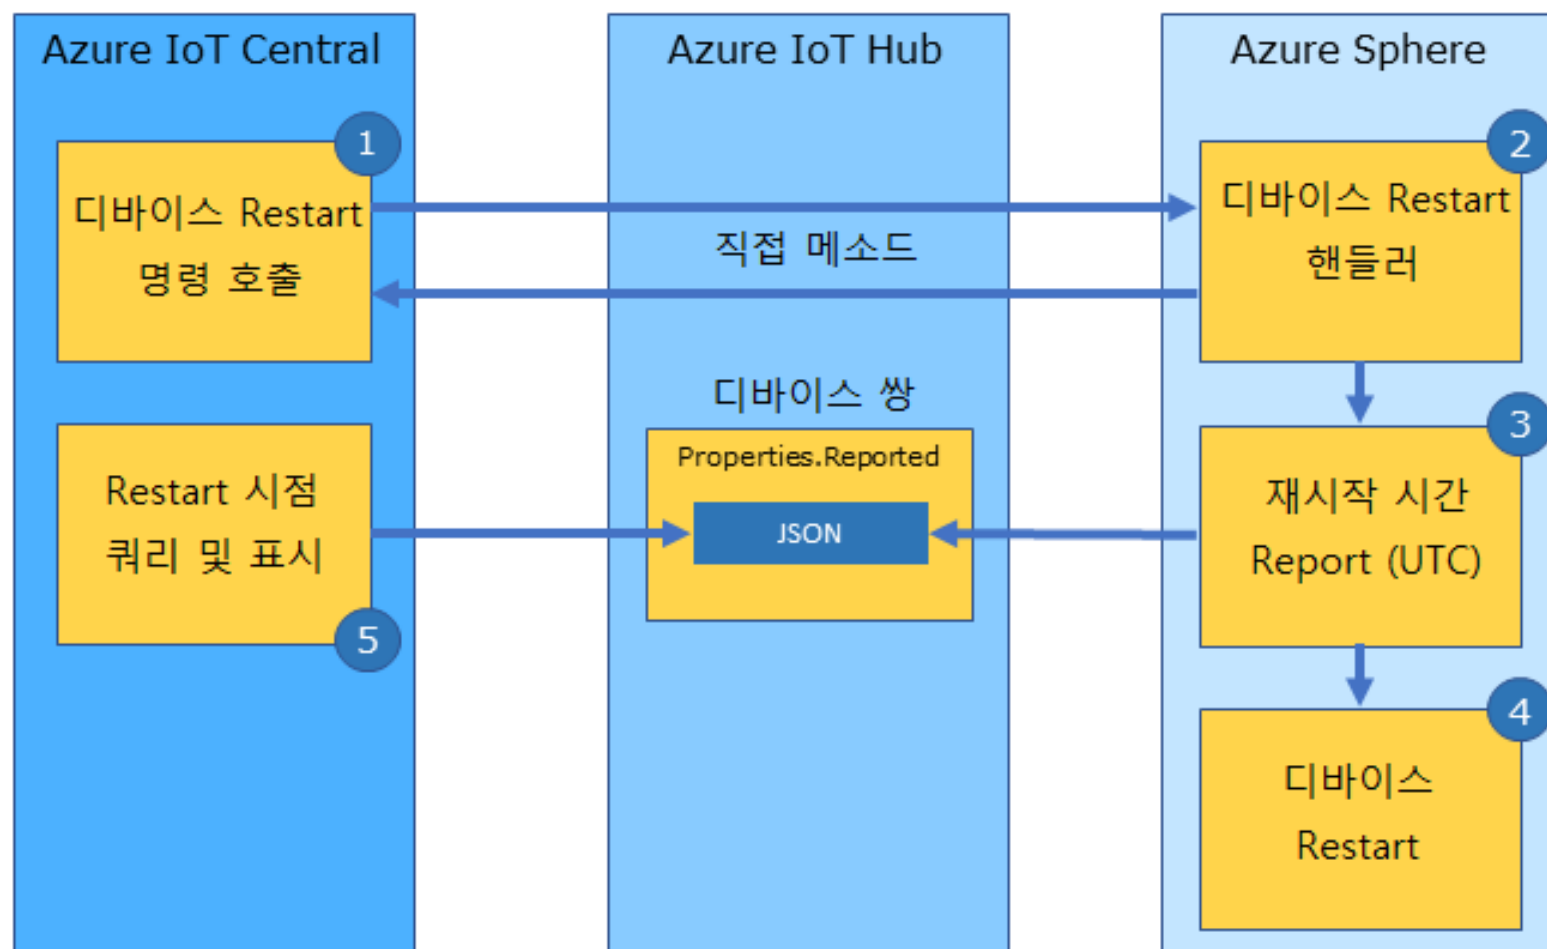 Azure IoT Central
Azure IoT Hub
Azure Sphere
1
디바이스 Restart
명령 호출
직접 메소드
2
디바이스 Restart
핸들러
디바이스 쌍
Properties.Reported
JSON
3
재시작 시간
Report (UTC)
4
디바이스
Restart
Restart 시점
쿼리 및 표시
5